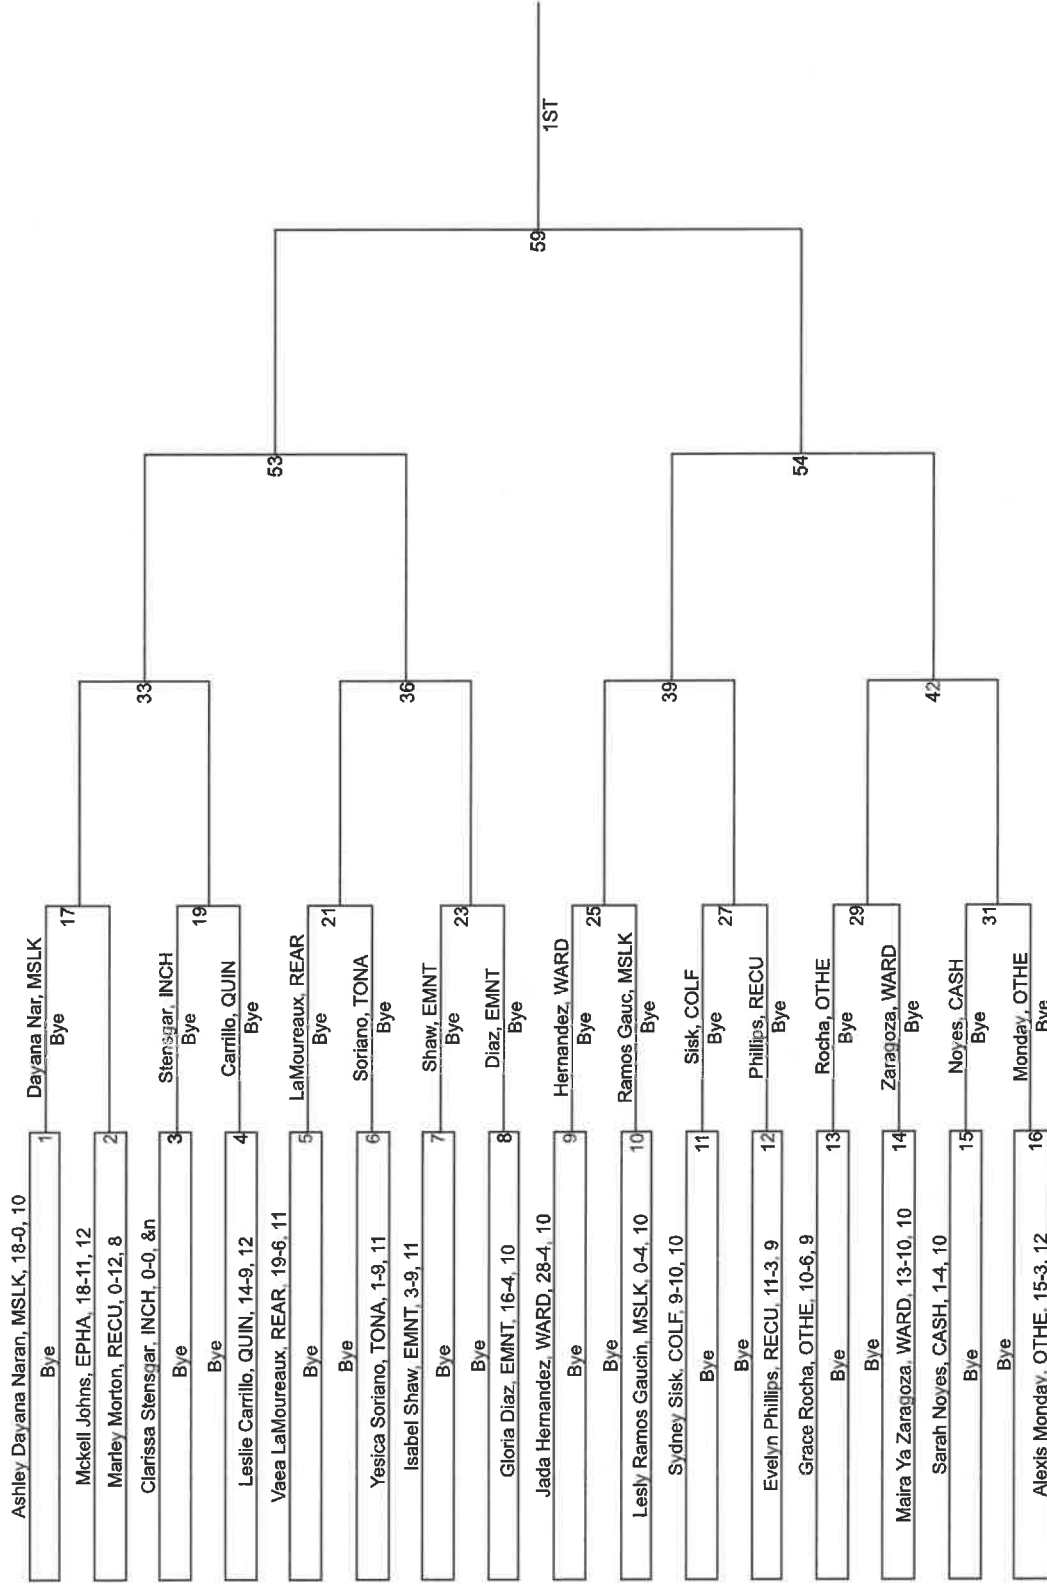 Ashley Dayana Naran, MSLK, 18-0, 10
Bye
1
Mckell Johns, EPHA, 18-11, 12
Marley Morton, RECU, 0-12, 8
2
Clarissa Stensgar, INCH, 0-0, &n
Bye
3
Bye
Leslie Carrillo, QUIN, 14-9, 12
4
Vaea LaMoureaux, REAR, 19-6, 11
Bye
5
Bye
Yesica Soriano, TONA, 1-9, 11
6
Isabel Shaw, EMNT, 3-9, 11
Bye
7
Bye
Gloria Diaz, EMNT, 16-4, 10
8
Jada Hernandez, WARD, 28-4, 10
Bye
9
Bye
Lesly Ramos Gaucin, MSLK, 0-4, 10
10
Sydney Sisk, COLF, 9-10, 10
Bye
11
Bye
Evelyn Phillips, RECU, 11-3, 9
12
Grace Rocha, OTHE, 10-6, 9
Bye
13
Bye
Maira Ya Zaragoza, WARD, 13-10, 10
14
Sarah Noyes, CASH, 1-4, 10
Bye
15
Bye
Alexis Monday, OTHE, 15-3, 12
16
Dayana Nar, MSLK
Bye
17
Stensgar, INCH
Bye
19
Carrillo, QUIN
Bye
LaMoureaux, REAR
Bye
21
Soriano, TONA
Bye
Shaw, EMNT
Bye
23
Diaz, EMNT
Bye
Hernandez, WARD
Bye
25
Ramos Gauc, MSLK
Bye
Sisk, COLF
Bye
27
Phillips, RECU
Bye
Rocha, OTHE
Bye
29
Zaragoza, WARD
Bye
Noyes, CASH
Bye
31
Monday, OTHE
Bye
33
36
39
42
53
54
59
1ST